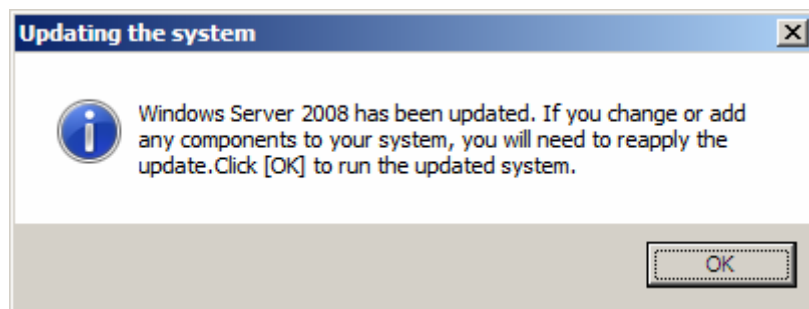 Updating the system
Windows Server 2008 has been updated. If you change or add
any components to your system, you will need to reapply the
update.Click [OK] to run the updated system.
OK